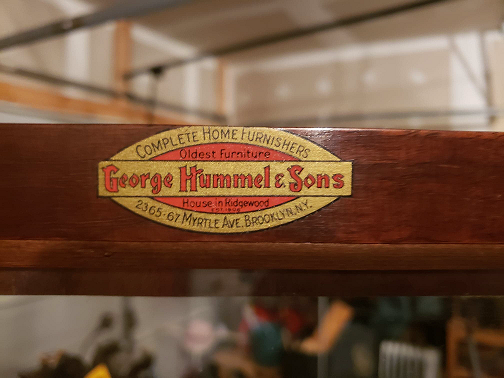 COMPLETE HOME FURNISHERS
Oldest Furniture
George Hummel & Sons
House in Ridgewood
2365-67 MYRTLE AVE. BROOKLYN, N.Y.